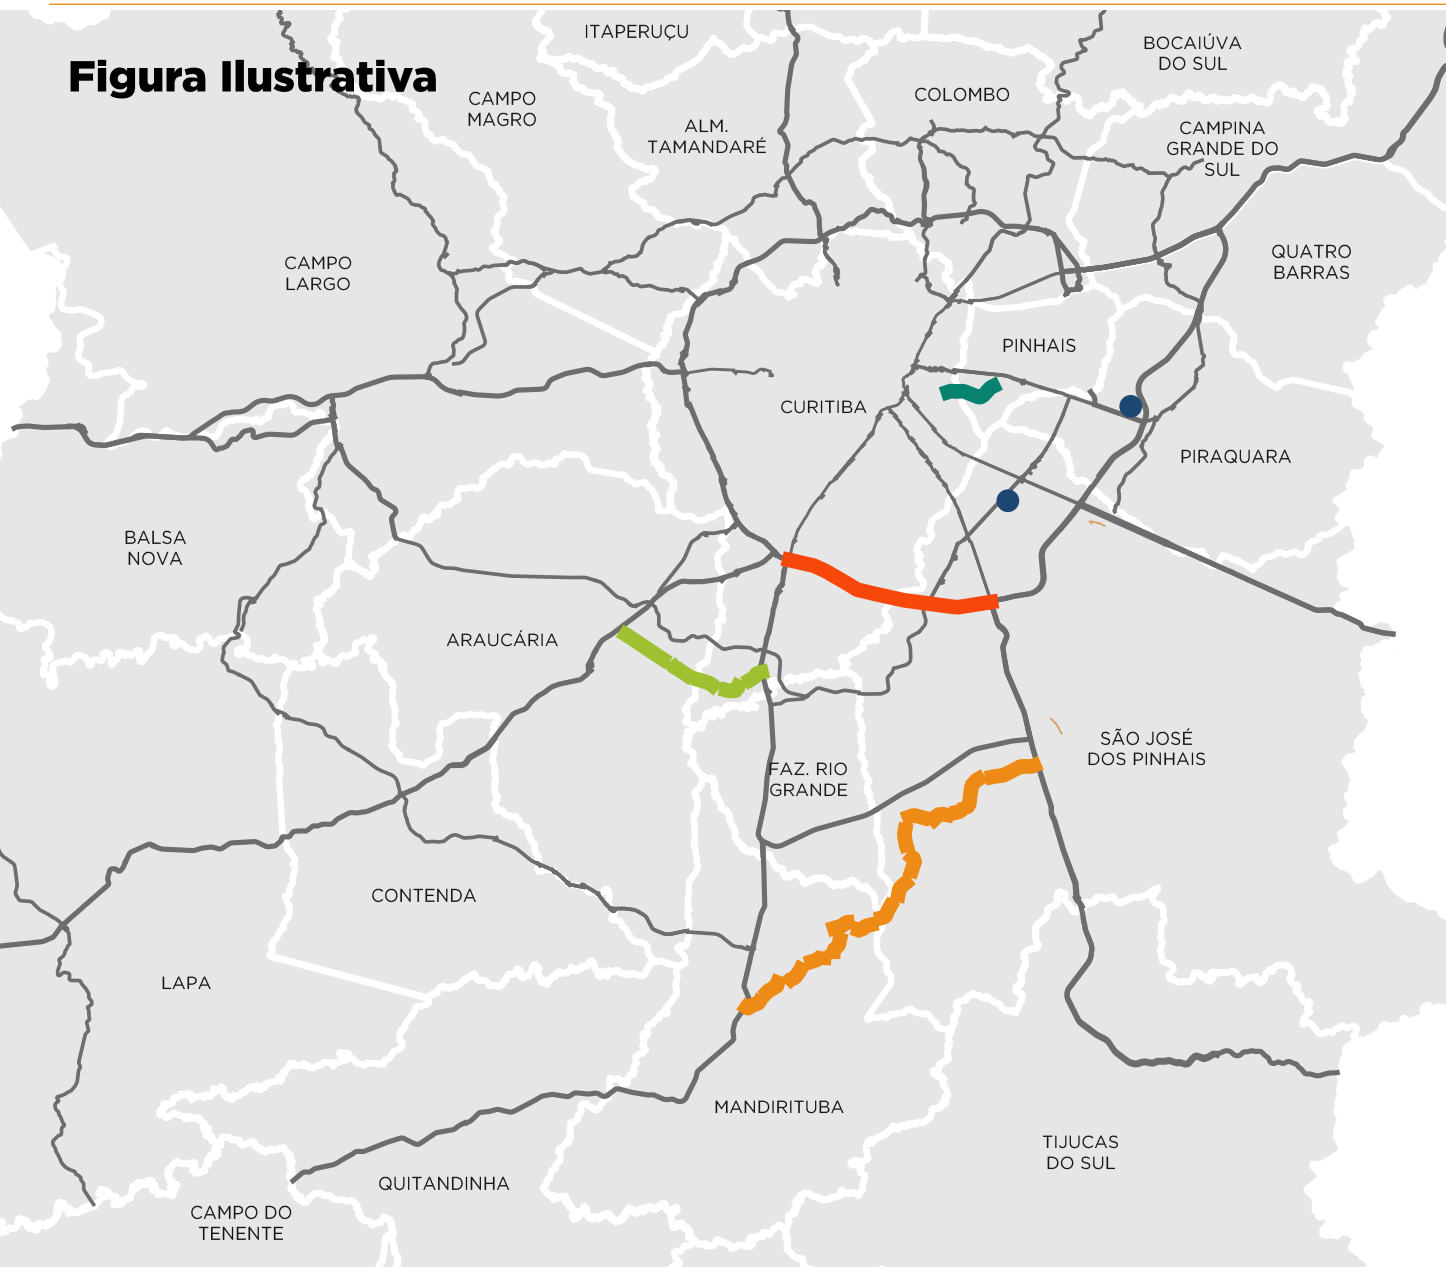 ITAPERUÇU
BOCAIÚVA
DO SUL
Figura Ilustrativa
CAMPO
MAGRO
COLOMBO
ALM.
TAMANDARÉ
CAMPINA
GRANDE DO
SUL
CAMPO
LARGO
QUATRO
BARRAS
PINHAIS
CURITIBA
PIRAQUARA
BALSA
NOVA
ARAUCÁRIA
SÃO JOSÉ
DOS PINHAIS
FAZ. RIO
GRANDE
CONTENDA
LAPA
MANDIRITUBA
TIJUCAS
DO SUL
QUITANDINHA
CAMPO DO
TENENTE